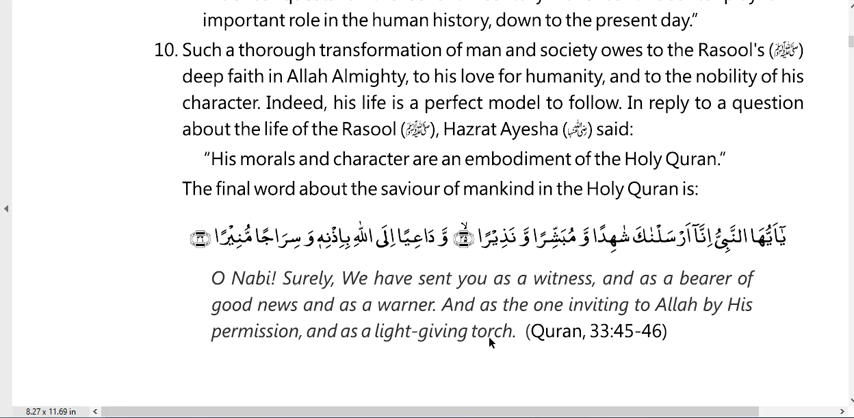 important role in the human history, down to the present day."
10. Such a thorough transformation of man and society owes to the Rasool's (ﷺ)
deep faith in Allah Almighty, to his love for humanity, and to the nobility of his
character. Indeed, his life is a perfect model to follow. In reply to a question
about the life of the Rasool (ﷺ), Hazrat Ayesha () said:
"His morals and character are an embodiment of the Holy Quran."
The final word about the saviour of mankind in the Holy Quran is:
يٰٓاَيُّهَا النَّبِيُّ اِنَّآ اَرْسَلْنٰكَ شٰهِدًا وَّ مُبَشِّرًا وَّ نَذِيْرًا ۙ﴿٤٥﴾ وَّ دَاعِيًا اِلَى اللّٰهِ بِاِذْنِهٖ وَ سِرَاجًا مُّنِيْرًا ﴿٤٦﴾
O Nabi! Surely, We have sent you as a witness, and as a bearer of
good news and as a warner. And as the one inviting to Allah by His
permission, and as a light-giving torch. (Quran, 33:45-46)
8.27 x 11.69 in